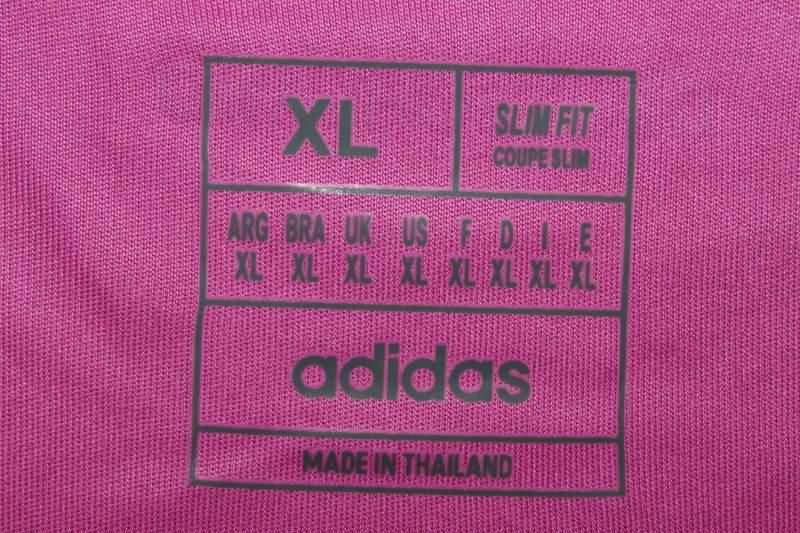 XL
SLIM FIT
COUPE SLIM
ARG BRA UK US F D I E
XL XL XL XL XL XL XL XL
adidas
MADE IN THAILAND